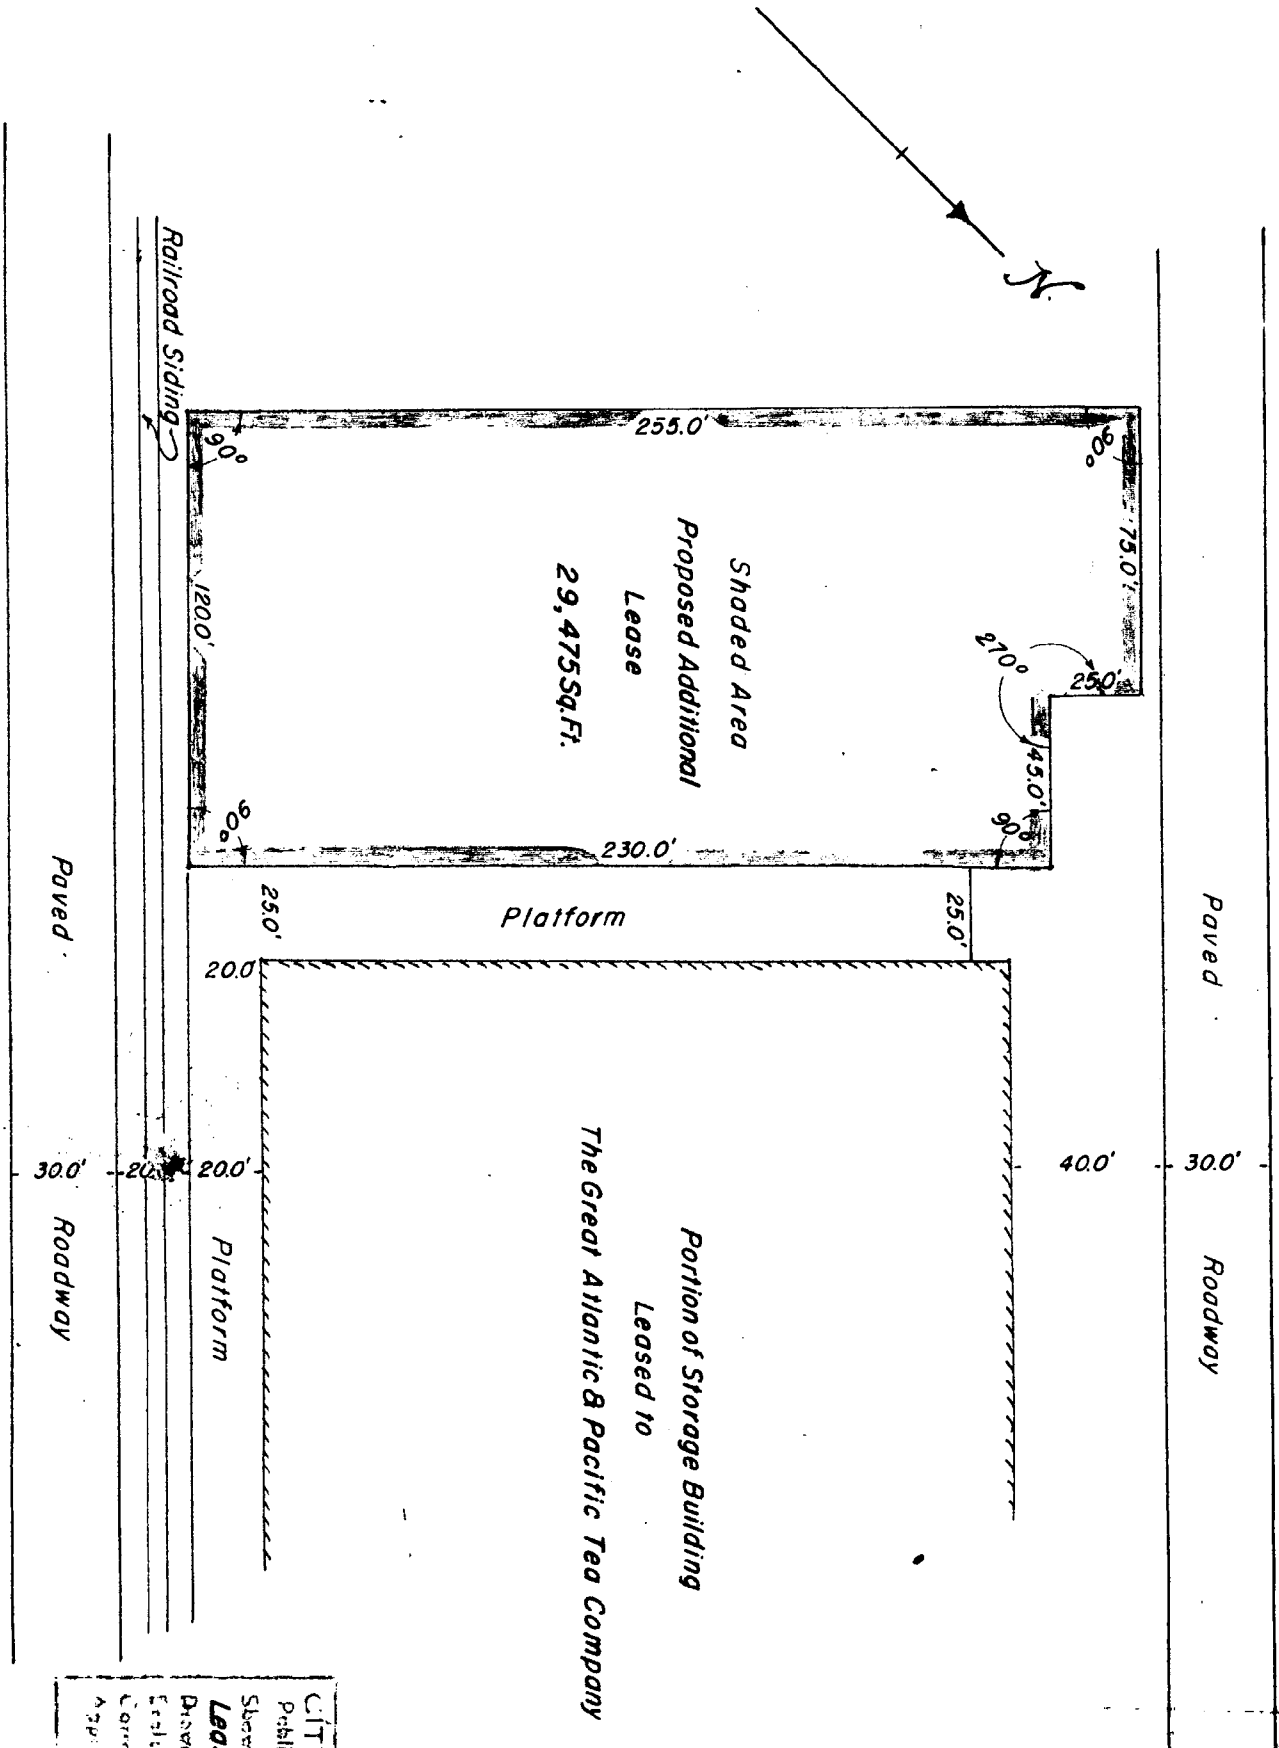 N.
Railroad Siding
255.0'
90°
90°
75.0'
270°
25.0'
45.0'
90°
120.0'
90°
230.0'
Shaded Area
Proposed Additional
Lease
29,475 Sq.Ft.
25.0'
Platform
25.0'
20.0'
Paved
Roadway
Paved
Roadway
30.0'
20.0'
40.0'
30.0'
Platform
Portion of Storage Building
Leased to
The Great Atlantic & Pacific Tea Company